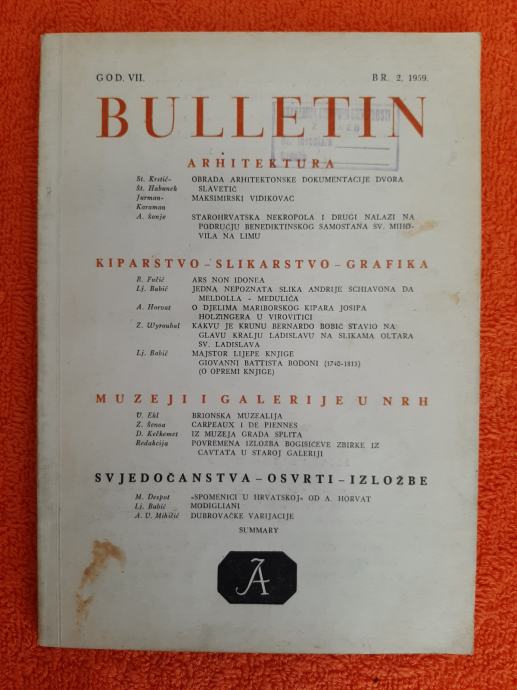 GOD. VII. BR. 2, 1959.
BULLETIN
ARHITEKTURA
St. Krstić- OBRADA ARHITEKTONSKE DOKUMENTACIJE DVORA
Št. Habunek SLAVETIĆ
Jurman- MAKSIMIRSKI VIDIKOVAC
Karaman
A. Šonje STAROHRVATSKA NEKROPOLA I DRUGI NALAZI NA
PODRUČJU BENEDIKTINSKOG SAMOSTANA SV. MIHO-
VILA NA LIMU
KIPARSTVO – SLIKARSTVO – GRAFIKA
B. Fučić ARS NON IDONEA
Lj. Babić JEDNA NEPOZNATA SLIKA ANDRIJE SCHIAVONA DA
MELDOLLA - MEDULIĆA
A. Horvat O DJELIMA MARIBORSKOG KIPARA JOSIPA
HOLZINGERA U VIROVITICI
Z. Wyroubal KAKVU JE KRUNU BERNARDO BOBIĆ STAVIO NA
GLAVU KRALJU LADISLAVU NA SLIKAMA OLTARA
SV. LADISLAVA
Lj. Babić MAJSTOR LIJEPE KNJIGE
GIOVANNI BATTISTA BODONI (1740-1813)
(O OPREMI KNJIGE)
MUZEJI I GALERIJE U NRH
V. Ekl BRIONSKA MUZEALIJA
Z. Šenoa CARPEAUX I DE PIENNES
D. Kečkemet IZ MUZEJA GRADA SPLITA
Redakcija POVREMENA IZLOŽBA BOGIŠIĆEVE ZBIRKE IZ
CAVTATA U STAROJ GALERIJI
SVJEDOČANSTVA – OSVRTI – IZLOŽBE
M. Despot »SPOMENICI U HRVATSKOJ« OD A. HORVAT
Lj. Babić MODIGLIANI
A. U. Mihičić DUBROVAČKE VARIJACIJE
SUMMARY
JA